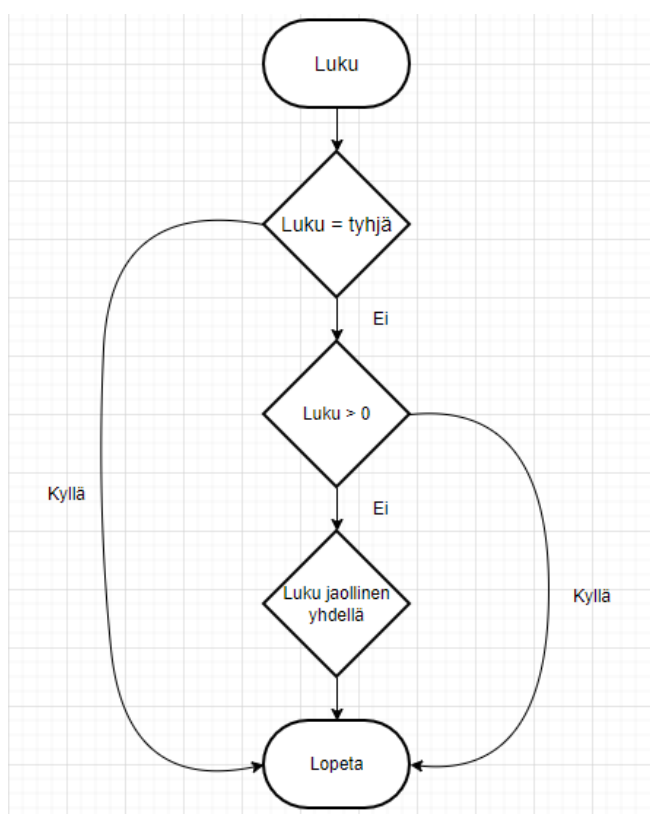 Luku
Luku = tyhjä
Ei
Luku > 0
Kyllä
Ei
Luku jaollinen
yhdellä
Kyllä
Lopeta